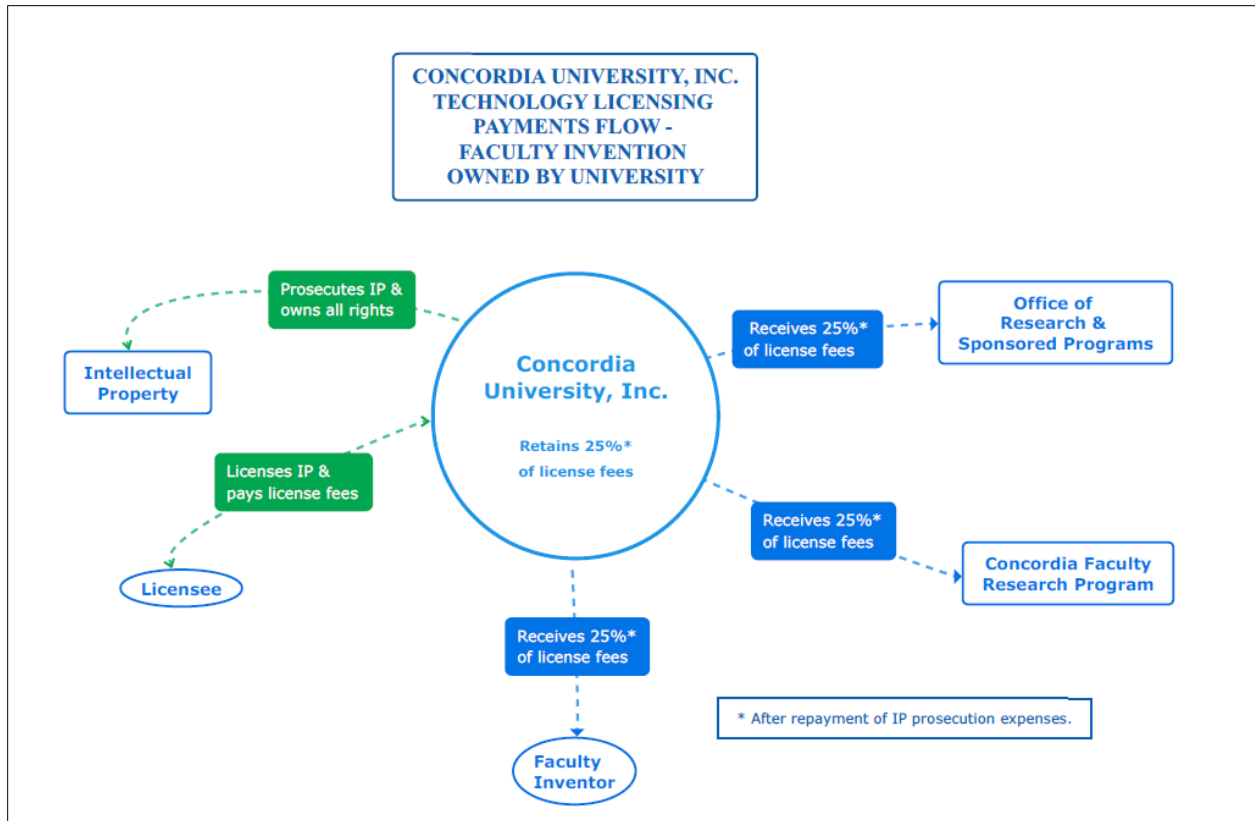 CONCORDIA UNIVERSITY, INC.
TECHNOLOGY LICENSING
PAYMENTS FLOW -
FACULTY INVENTION
OWNED BY UNIVERSITY
Prosecutes IP &
owns all rights
Intellectual
Property
Licenses IP &
pays license fees
Licensee
Concordia
University, Inc.
Retains 25%*
of license fees
Receives 25%*
of license fees
Office of
Research &
Sponsored Programs
Receives 25%*
of license fees
Concordia Faculty
Research Program
Receives 25%*
of license fees
Faculty
Inventor
* After repayment of IP prosecution expenses.